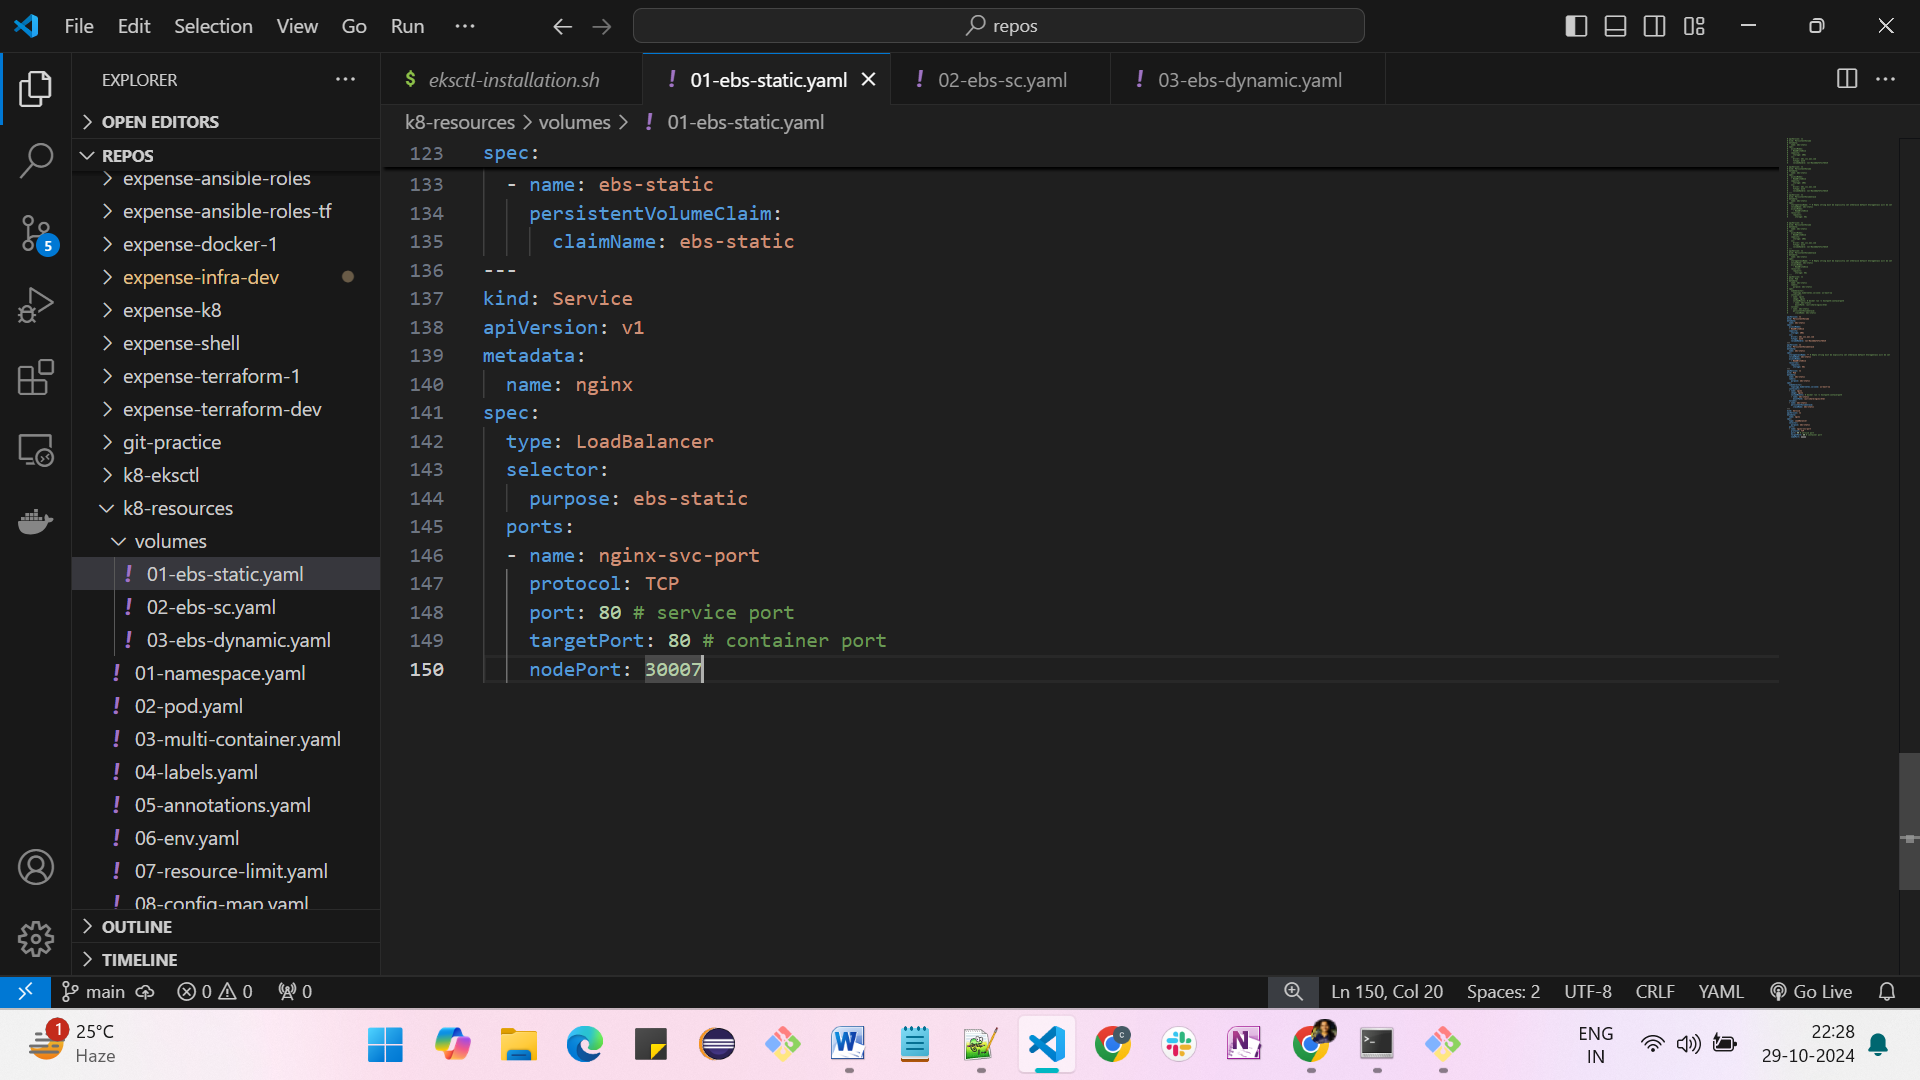 File Edit Selection View Go Run ···
repos
EXPLORER ···
$ eksctl-installation.sh
! 01-ebs-static.yaml
! 02-ebs-sc.yaml
! 03-ebs-dynamic.yaml
OPEN EDITORS
REPOS
expense-ansible-roles
expense-ansible-roles-tf
expense-docker-1
expense-infra-dev
expense-k8
expense-shell
expense-terraform-1
expense-terraform-dev
git-practice
k8-eksctl
k8-resources
volumes
! 01-ebs-static.yaml
! 02-ebs-sc.yaml
! 03-ebs-dynamic.yaml
! 01-namespace.yaml
! 02-pod.yaml
! 03-multi-container.yaml
! 04-labels.yaml
! 05-annotations.yaml
! 06-env.yaml
! 07-resource-limit.yaml
! 08-config-map.yaml
OUTLINE
TIMELINE
5
k8-resources > volumes > ! 01-ebs-static.yaml
123 spec:
133 - name: ebs-static
134 persistentVolumeClaim:
135 claimName: ebs-static
136 ---
137 kind: Service
138 apiVersion: v1
139 metadata:
140 name: nginx
141 spec:
142 type: LoadBalancer
143 selector:
144 purpose: ebs-static
145 ports:
146 - name: nginx-svc-port
147 protocol: TCP
148 port: 80 # service port
149 targetPort: 80 # container port
150 nodePort: 30007
main 0 0 0
Ln 150, Col 20 Spaces: 2 UTF-8 CRLF YAML Go Live
1
25°C
Haze
ENG
IN
22:28
29-10-2024